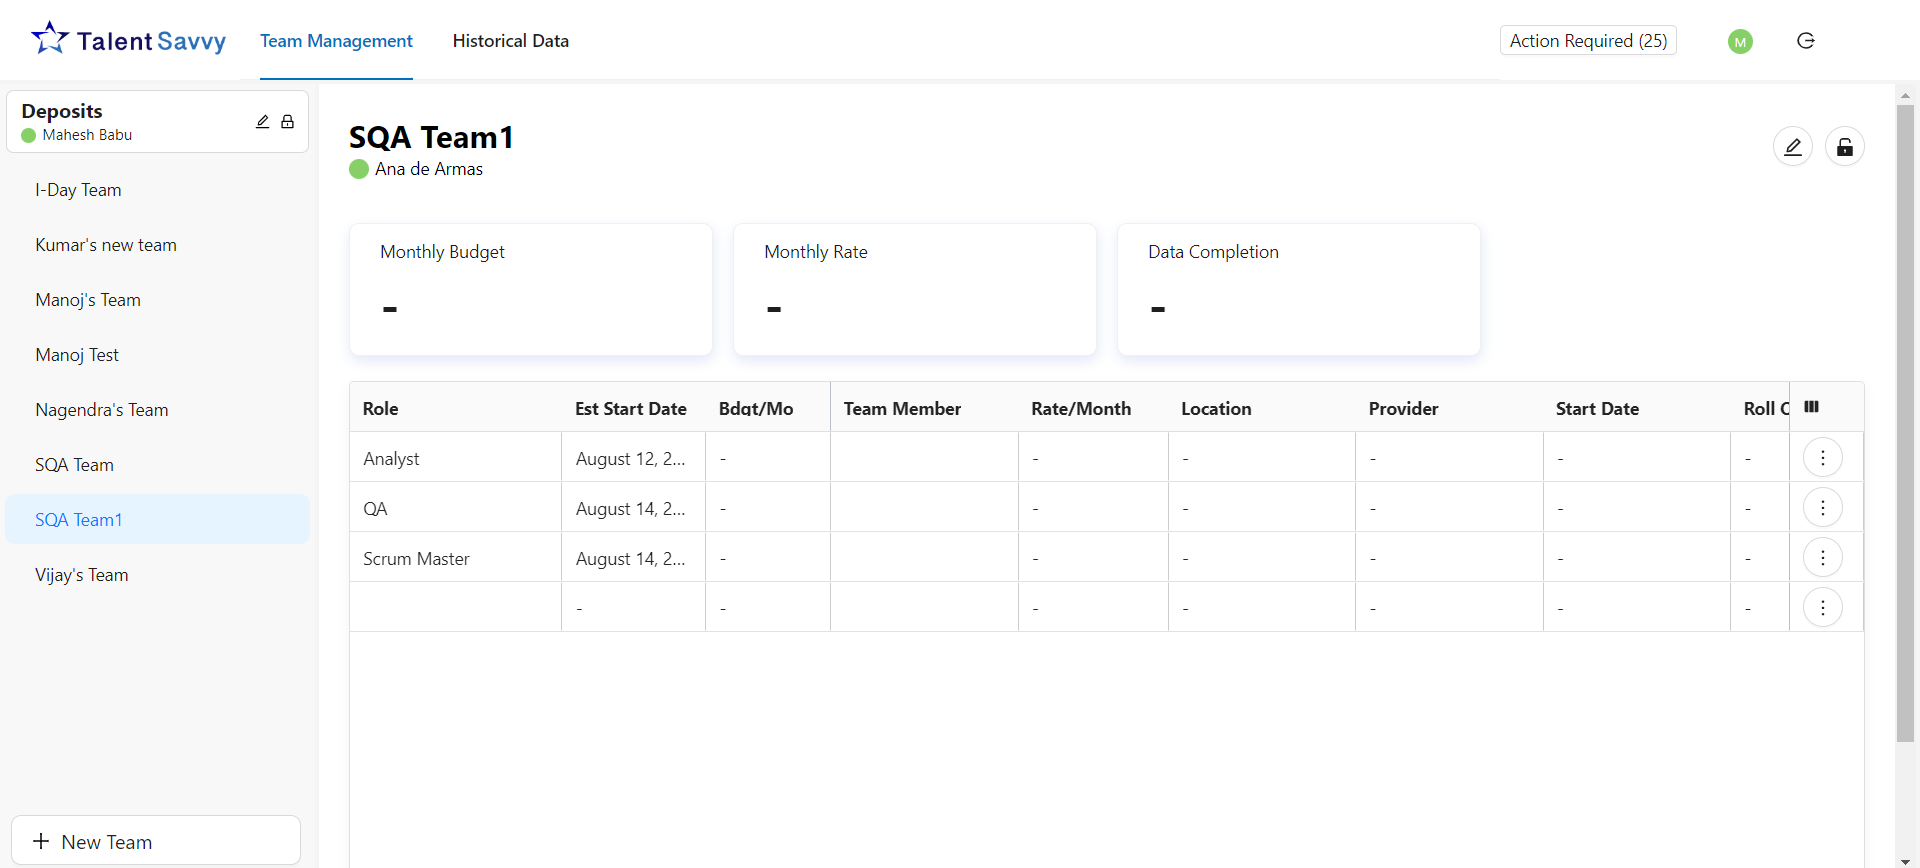 Talent Savvy
Team Management
Historical Data
Action Required (25)
M
Deposits
Mahesh Babu
I-Day Team
Kumar's new team
Manoj's Team
Manoj Test
Nagendra's Team
SQA Team
SQA Team1
Vijay's Team
+ New Team
SQA Team1
Ana de Armas
Monthly Budget
-
Monthly Rate
-
Data Completion
-
Role Est Start Date Bdgt/Mo Team Member Rate/Month Location Provider Start Date Roll
Analyst August 12, 2... - - - - - -
QA August 14, 2... - - - - - -
Scrum Master August 14, 2... - - - - - -
- - - - - - -